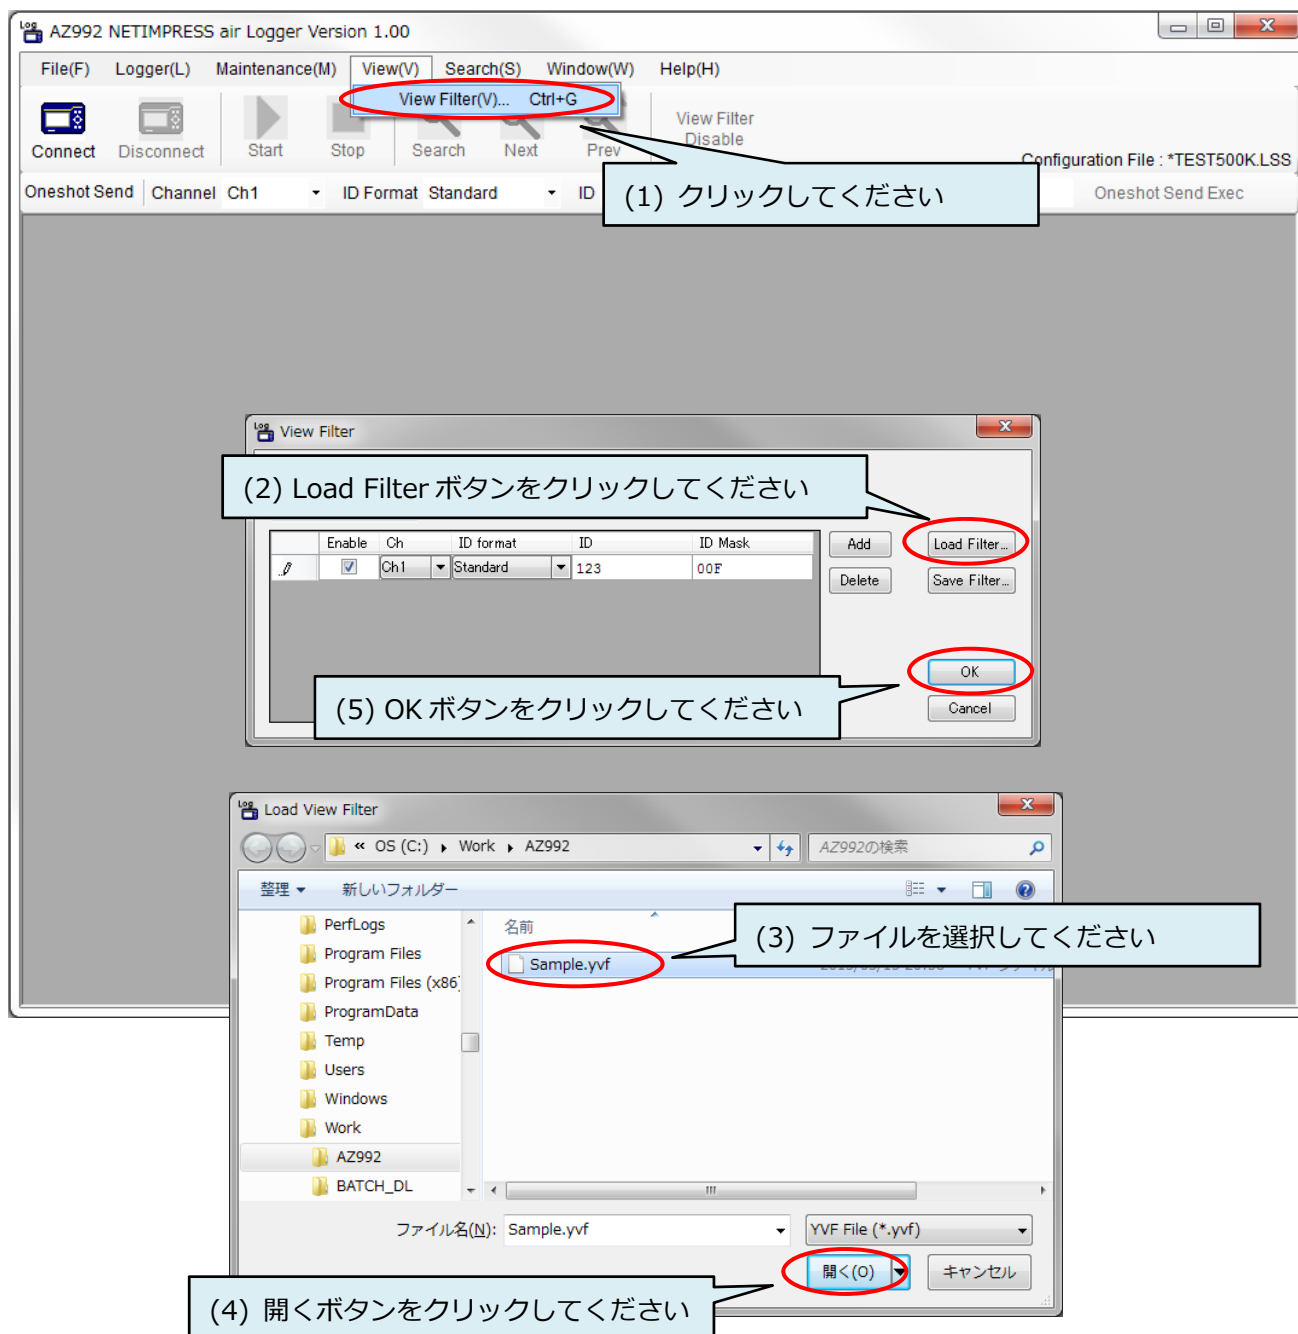 Log AZ992 NETIMPRESS air Logger Version 1.00
File(F) Logger(L) Maintenance(M) View(V) Search(S) Window(W) Help(H)
View Filter(V)... Ctrl+G
Connect Disconnect Start Stop Search Next Prev View Filter Disable
Configuration File : *TEST500K.LSS
(1) クリックしてください
Oneshot Send Channel Ch1 ID Format Standard ID Oneshot Send Exec
Log View Filter
(2) Load Filter ボタンをクリックしてください
Enable Ch ID format ID ID Mask Add Load Filter...
Ch1 Standard 123 00F
Delete Save Filter...
OK
(5) OK ボタンをクリックしてください
Cancel
Log Load View Filter
« OS (C:) Work AZ992 AZ992の検索
整理 新しいフォルダー
PerfLogs 名前
(3) ファイルを選択してください
Program Files
Sample.yvf
Program Files (x86)
ProgramData
Temp
Users
Windows
Work
AZ992
BATCH_DL
ファイル名(N): Sample.yvf YVF File (*.yvf)
開く(O) キャンセル
(4) 開くボタンをクリックしてください